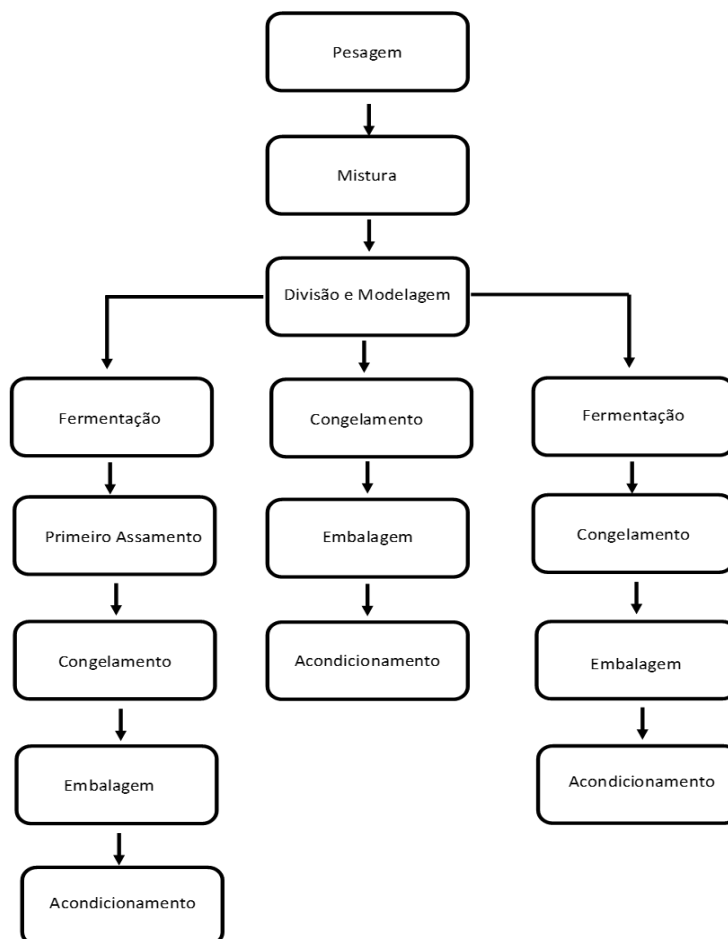 Pesagem
Mistura
Divisão e Modelagem
Fermentação
Primeiro Assamento
Congelamento
Embalagem
Acondicionamento
Congelamento
Embalagem
Acondicionamento
Fermentação
Congelamento
Embalagem
Acondicionamento